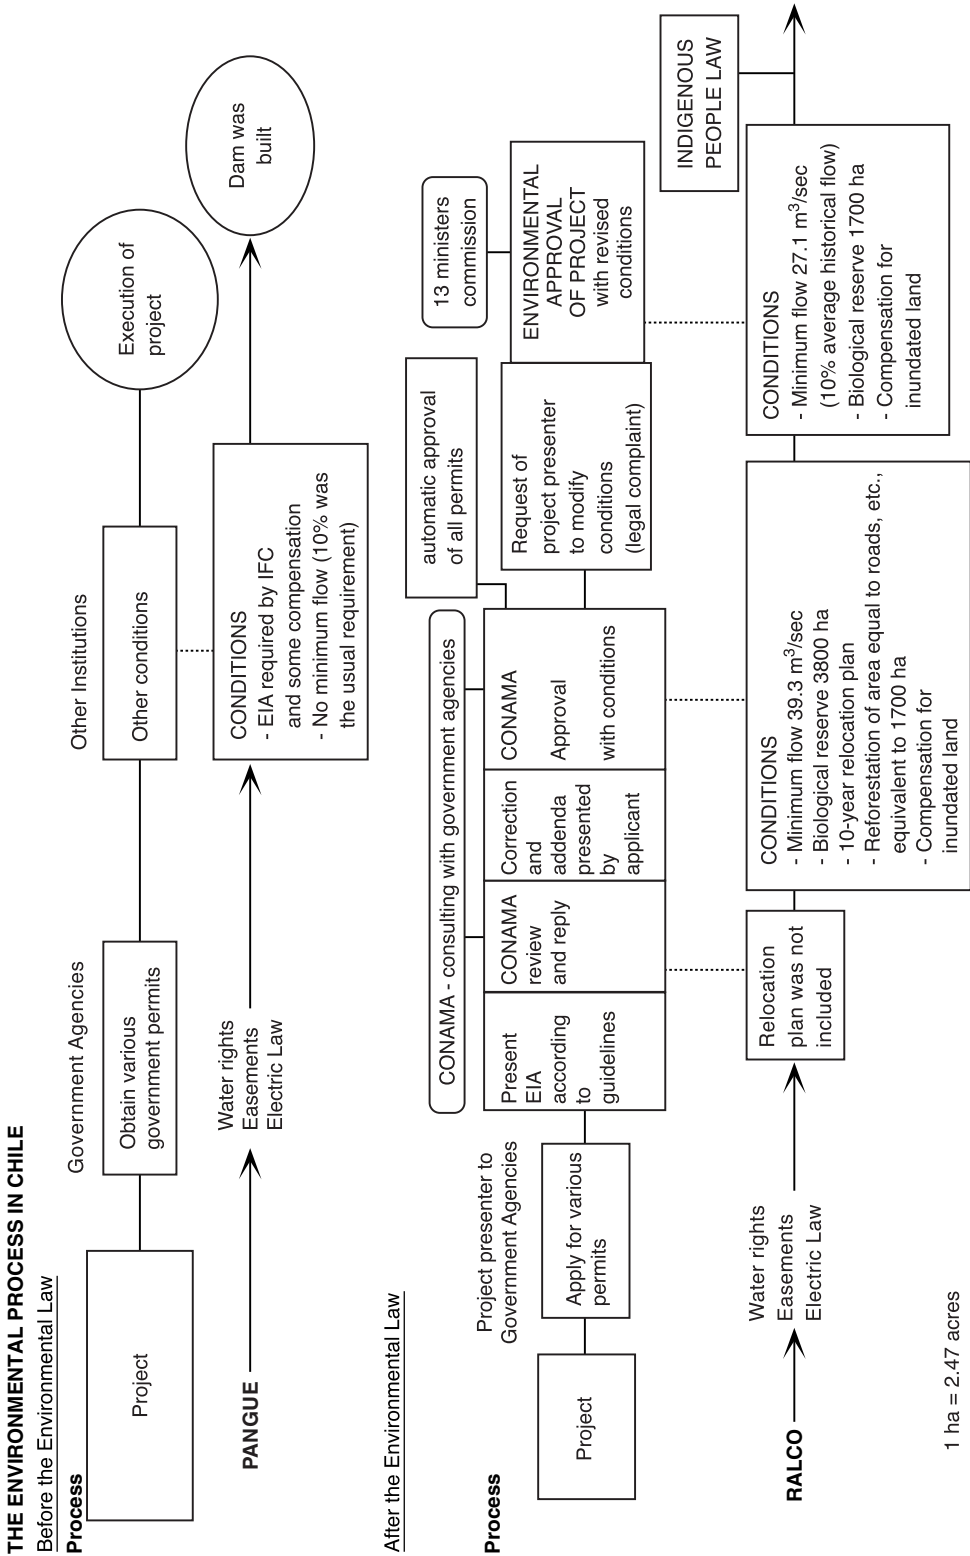 THE ENVIRONMENTAL PROCESS IN CHILE
Before the Environmental Law
Process
Project
Government Agencies
Obtain various
government permits
Other Institutions
Other conditions
Execution of
project
PANGUE
Water rights
Easements
Electric Law
CONDITIONS
- EIA required by IFC
and some compensation
- No minimum flow (10% was
the usual requirement)
Dam was
built
After the Environmental Law
Process
Project
Project presenter to
Government Agencies
Apply for various
permits
CONAMA - consulting with government agencies
Present
EIA
according
to
guidelines
CONAMA
review
and reply
Correction
and
addenda
presented
by
applicant
CONAMA
Approval
with conditions
automatic approval
of all permits
Request of
project presenter
to modify
conditions
(legal complaint)
13 ministers
commission
ENVIRONMENTAL
APPROVAL
OF PROJECT
with revised
conditions
INDIGENOUS
PEOPLE LAW
RALCO
Water rights
Easements
Electric Law
Relocation
plan was not
included
CONDITIONS
- Minimum flow 39.3 m³/sec
- Biological reserve 3800 ha
- 10-year relocation plan
- Reforestation of area equal to roads, etc.,
equivalent to 1700 ha
- Compensation for
inundated land
CONDITIONS
- Minimum flow 27.1 m³/sec
(10% average historical flow)
- Biological reserve 1700 ha
- Compensation for
inundated land
1 ha = 2.47 acres